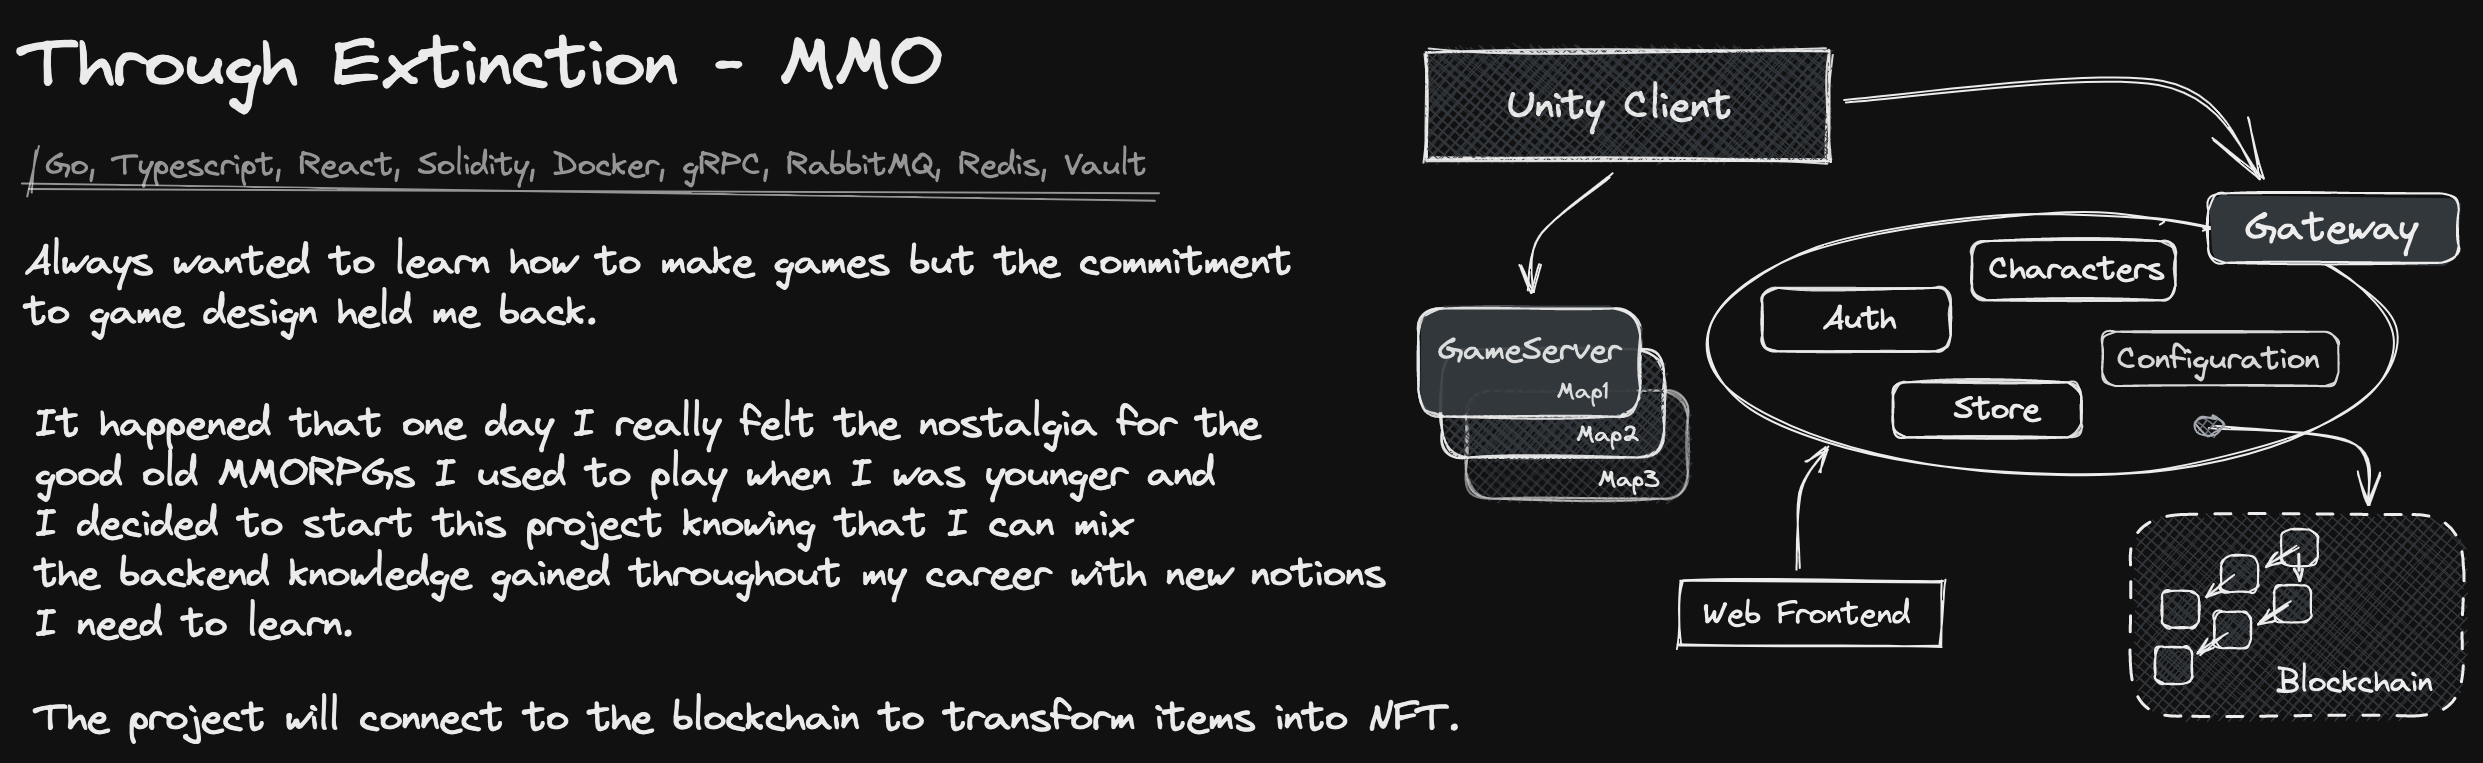 Through Extinction - MMO
Go, Typescript, React, Solidity, Docker, gRPC, RabbitMQ, Redis, Vault
Always wanted to learn how to make games but the commitment
to game design held me back.
It happened that one day I really felt the nostalgia for the
good old MMORPGs I used to play when I was younger and
I decided to start this project knowing that I can mix
the backend knowledge gained throughout my career with new notions
I need to learn.
The project will connect to the blockchain to transform items into NFT.
Unity Client
Gateway
Characters
Auth
Configuration
Store
GameServer
Map1
Map2
Map3
Web Frontend
Blockchain